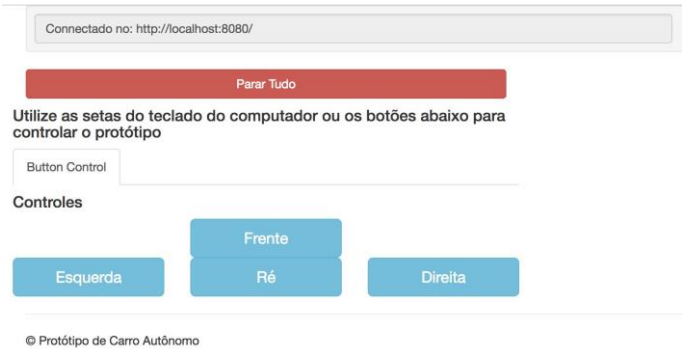 Connectado no: http://localhost:8080/
Parar Tudo
Utilize as setas do teclado do computador ou os botões abaixo para
controlar o protótipo
Button Control
Controles
Frente
Esquerda Ré Direita
© Protótipo de Carro Autônomo